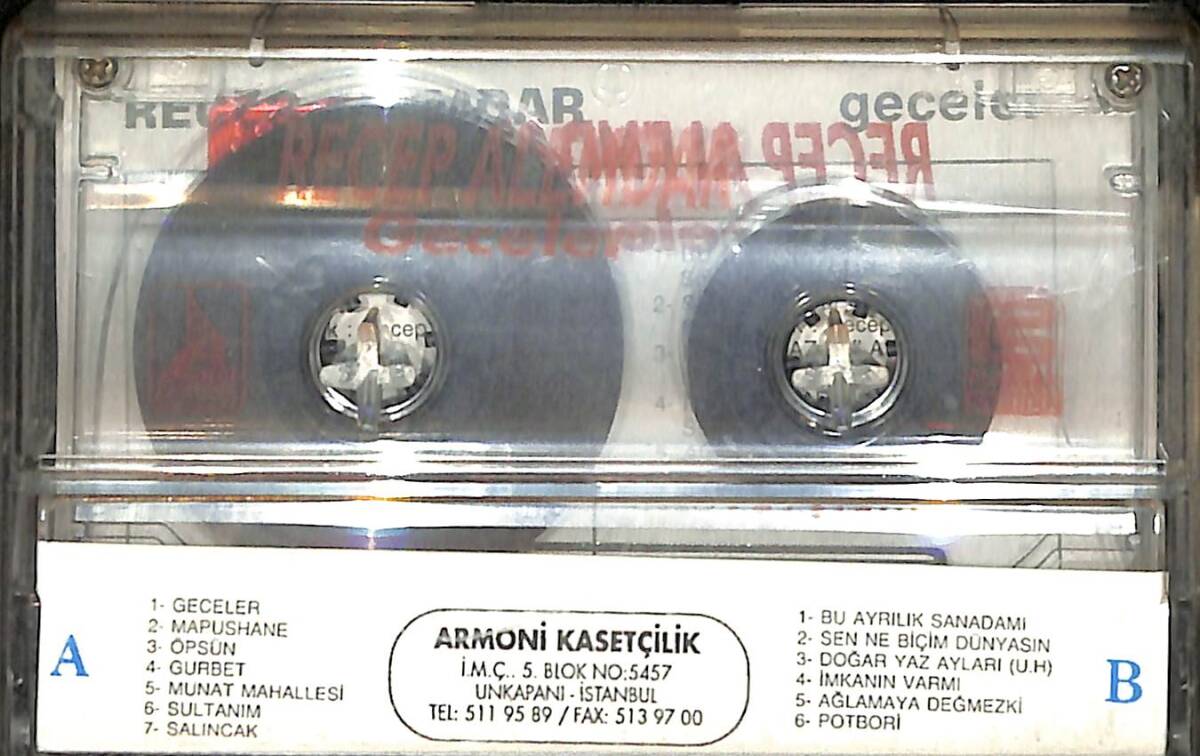 geceler
RECEP
Geceler
RECEP
1- GECELER
2- MAPUSHANE
3- ÖPSÜN
4- GURBET
5- MUNAT MAHALLESİ
6- SULTANIM
7- SALINCAK
A
ARMONİ KASETÇİLİK
İ.M.Ç.. 5. BLOK NO:5457
UNKAPANI - İSTANBUL
TEL: 511 95 89 / FAX: 513 97 00
1- BU AYRILIK SANADAMI
2- SEN NE BİÇİM DÜNYASIN
3- DOĞAR YAZ AYLARI (U.H)
4- İMKANIN VARMI
5- AĞLAMAYA DEĞMEZKİ
6- POTBORİ
B